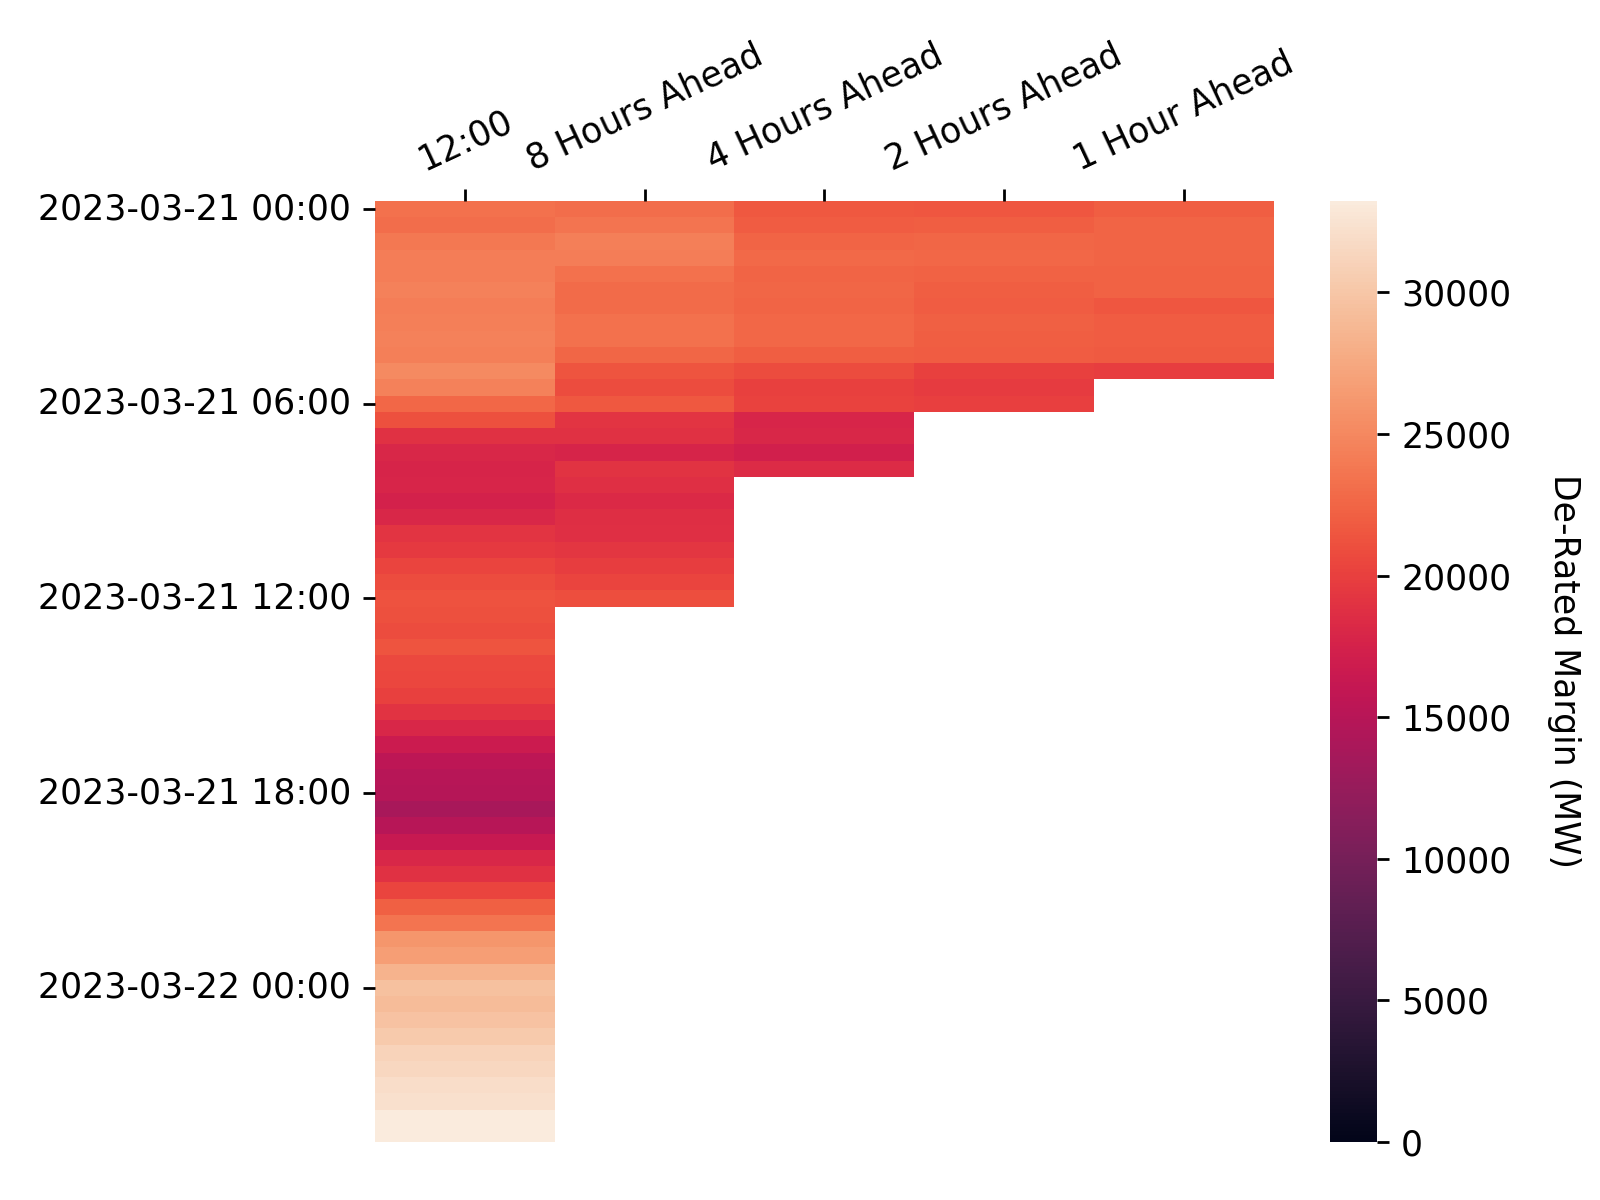 12:00
8 Hours Ahead
4 Hours Ahead
2 Hours Ahead
1 Hour Ahead
2023-03-21 00:00
2023-03-21 06:00
2023-03-21 12:00
2023-03-21 18:00
2023-03-22 00:00
30000
25000
20000
15000
10000
5000
0
De-Rated Margin (MW)